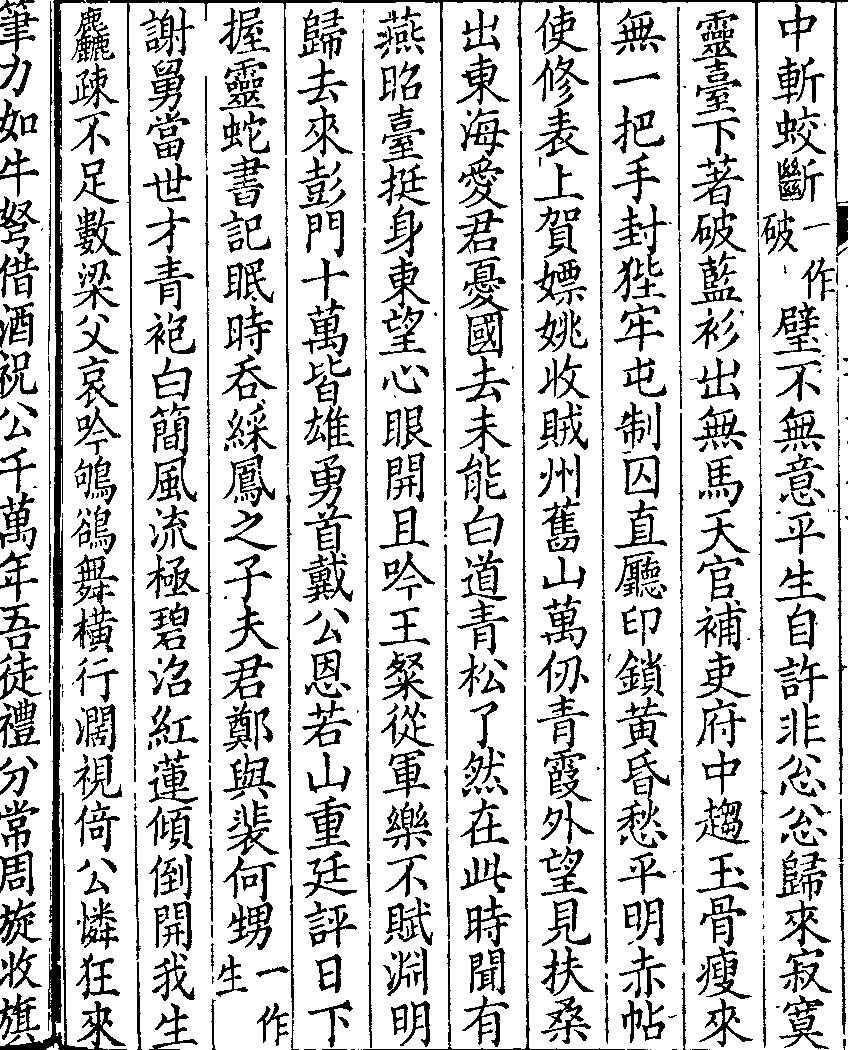 中斬蛟斷一作破璧不無意平生自許非忩忩歸來寂寞
靈臺下著破藍衫出無馬天官補吏府中趨玉骨瘦來
無一把手封狴牢屯制囚直廳印鎖黃昏愁平明赤帖
使修表上賀嫖姚收賊州舊山萬仞青霞外望見扶桑
出東海愛君憂國去未能白道青松了然在此時聞有
燕昭臺挺身東望心眼開且吟王粲從軍樂不賦淵明
歸去來彭門十萬皆雄勇首戴公恩若山重廷評日下
握靈蛇書記眠時吞綵鳳之子夫君鄭與裴何甥一作生
謝舅當世才青袍白簡風流極碧沼紅蓮傾倒開我生
麤疎不足數梁父哀吟鴝鵒舞橫行濶視倚公憐狂來
筆力如牛弩借酒祝公千萬年吾徒禮分常周旋收旗